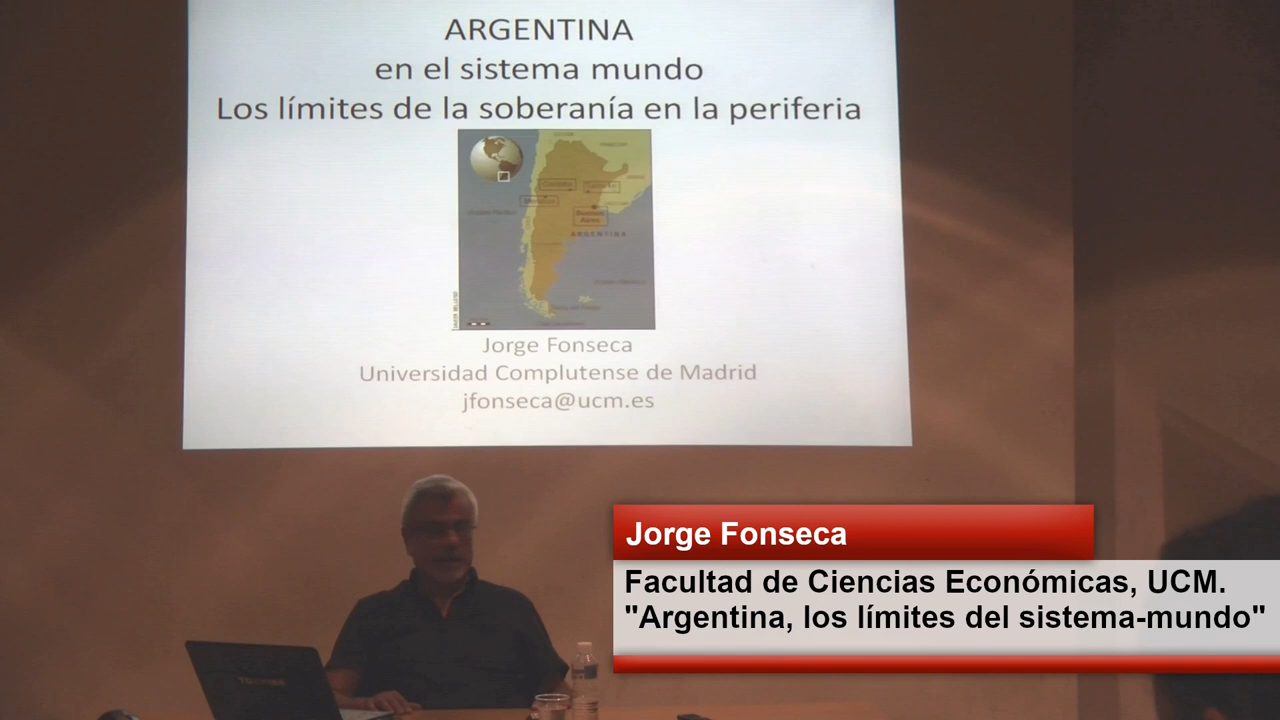 ARGENTINA
en el sistema mundo
Los límites de la soberanía en la periferia
Córdoba
Mendoza
Buenos
Aires
ARGENTINA
Jorge Fonseca
Universidad Complutense de Madrid
jfonseca@ucm.es
Jorge Fonseca
Facultad de Ciencias Económicas, UCM.
"Argentina, los límites del sistema-mundo"
TOSHIBA